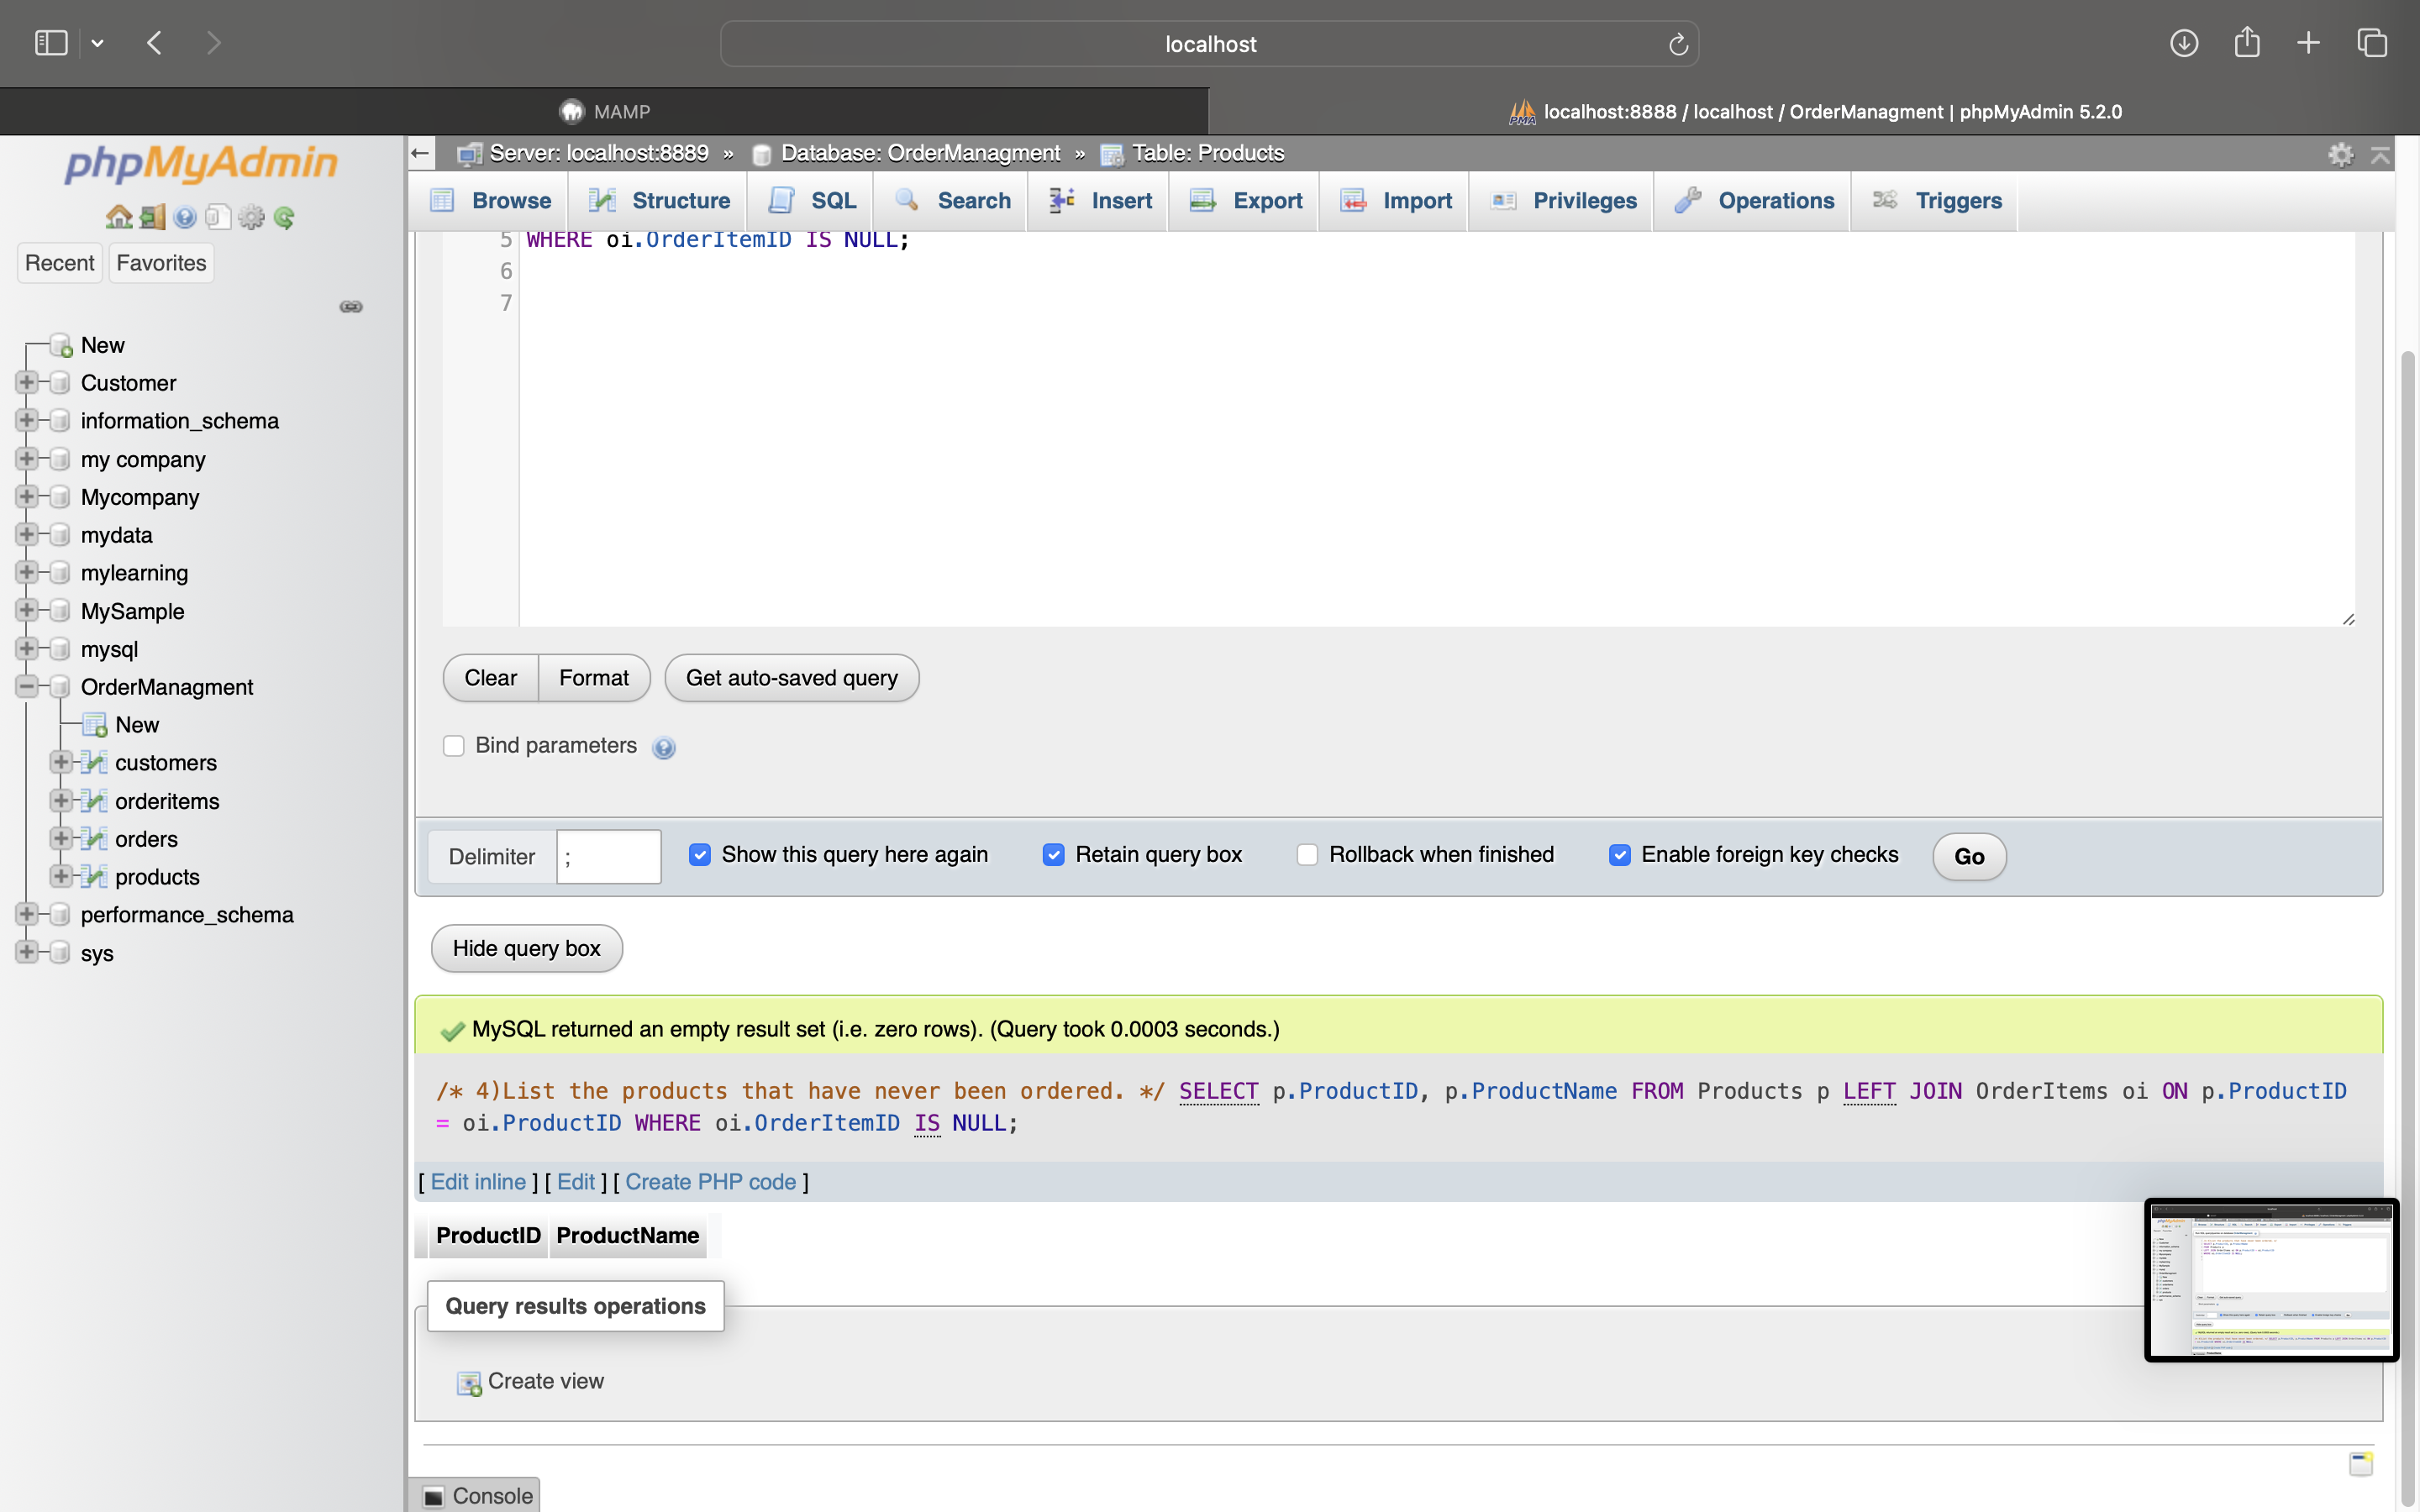 localhost
MAMP
localhost:8888 / localhost / OrderManagment | phpMyAdmin 5.2.0
phpMyAdmin
Recent Favorites
New
Customer
information_schema
my company
Mycompany
mydata
mylearning
MySample
mysql
OrderManagment
New
customers
orderitems
orders
products
performance_schema
sys
Server: localhost:8889 » Database: OrderManagment » Table: Products
Browse Structure SQL Search Insert Export Import Privileges Operations Triggers
5 WHERE oi.OrderItemID IS NULL;
6
7
Clear Format Get auto-saved query
Bind parameters
Delimiter ; Show this query here again Retain query box Rollback when finished Enable foreign key checks Go
Hide query box
MySQL returned an empty result set (i.e. zero rows). (Query took 0.0003 seconds.)
/* 4)List the products that have never been ordered. */ SELECT p.ProductID, p.ProductName FROM Products p LEFT JOIN OrderItems oi ON p.ProductID
= oi.ProductID WHERE oi.OrderItemID IS NULL;
[ Edit inline ] [ Edit ] [ Create PHP code ]
ProductID ProductName
Query results operations
Create view
Console